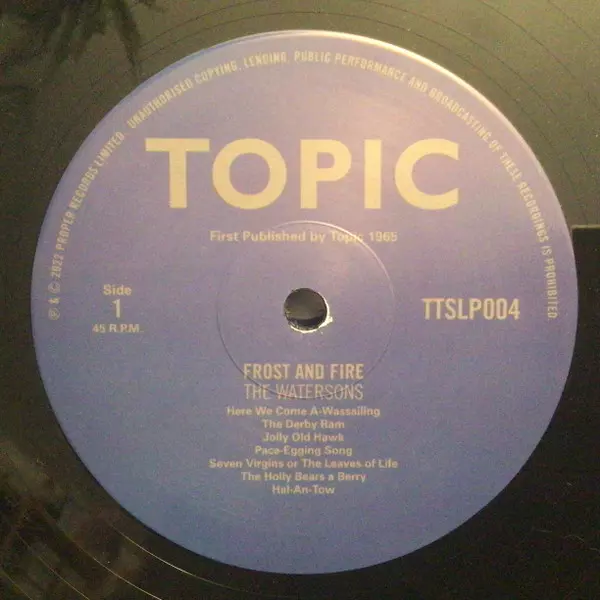 ℗ & © 2022 PROPER RECORDS LIMITED. UNAUTHORISED COPYING, LENDING, PUBLIC PERFORMANCE AND BROADCASTING OF THESE RECORDINGS IS PROHIBITED.
TOPIC
First Published by Topic 1965
Side
1
45 R.P.M.
TTSLP004
FROST AND FIRE
THE WATERSONS
Here We Come A-Wassailing
The Derby Ram
Jolly Old Hawk
Pace-Egging Song
Seven Virgins or The Leaves of Life
The Holly Bears a Berry
Hal-An-Tow